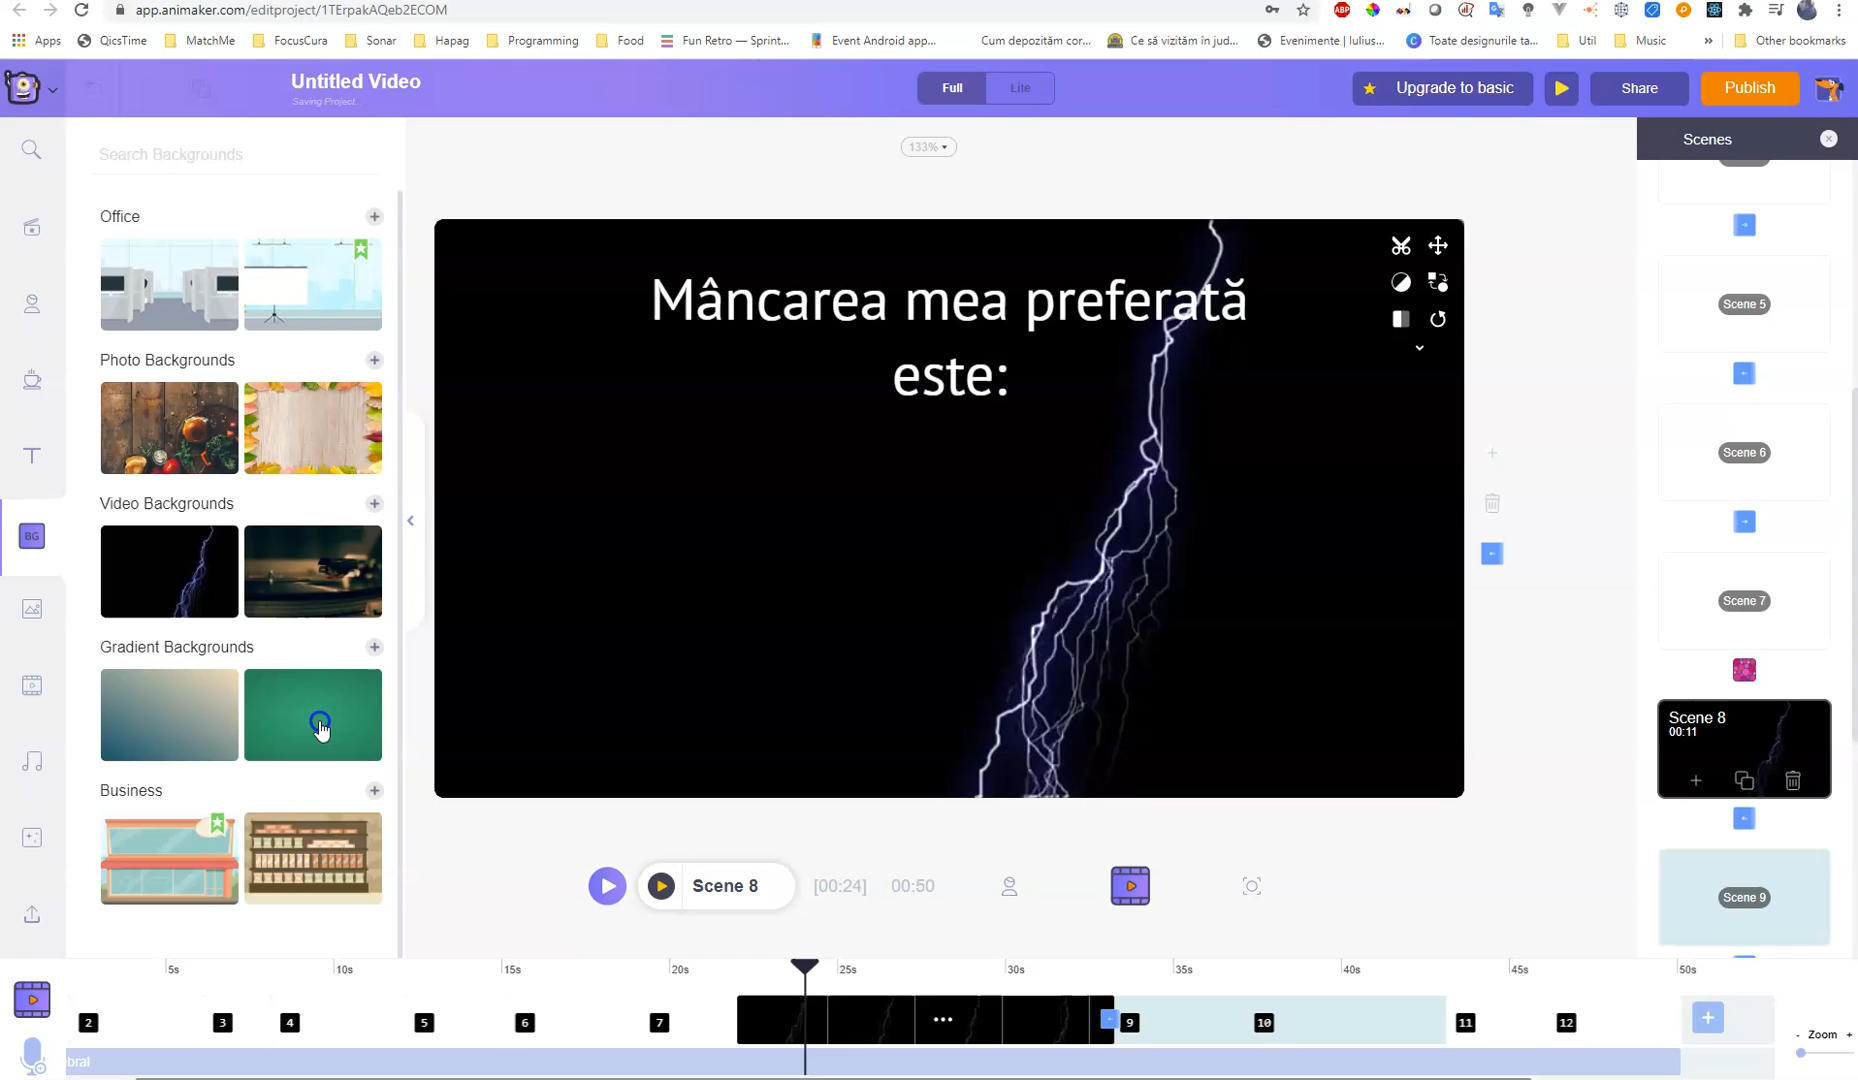 app.animaker.com/editproject/1TErpakAQeb2ECOM
ABP
Apps
QicsTime
MatchMe
FocusCura
Sonar
Hapag
Programming
Food
Fun Retro — Sprint...
Event Android app...
Cum depozităm cor...
Ce să vizităm în jud...
Evenimente | Iulius...
Toate designurile ta...
Util
Music
»
Other bookmarks
Untitled Video
Saving Project...
Full
Lite
Upgrade to basic
Share
Publish
Search Backgrounds
133%
Scenes
Office
Photo Backgrounds
Video Backgrounds
Gradient Backgrounds
Business
BG
T
Mâncarea mea preferată
este:
Scene 5
Scene 6
Scene 7
Scene 8
00:11
Scene 9
Scene 8
[00:24]
00:50
5s
10s
15s
20s
25s
30s
35s
40s
45s
50s
2
3
4
5
6
7
9
10
11
12
- Zoom +
bral